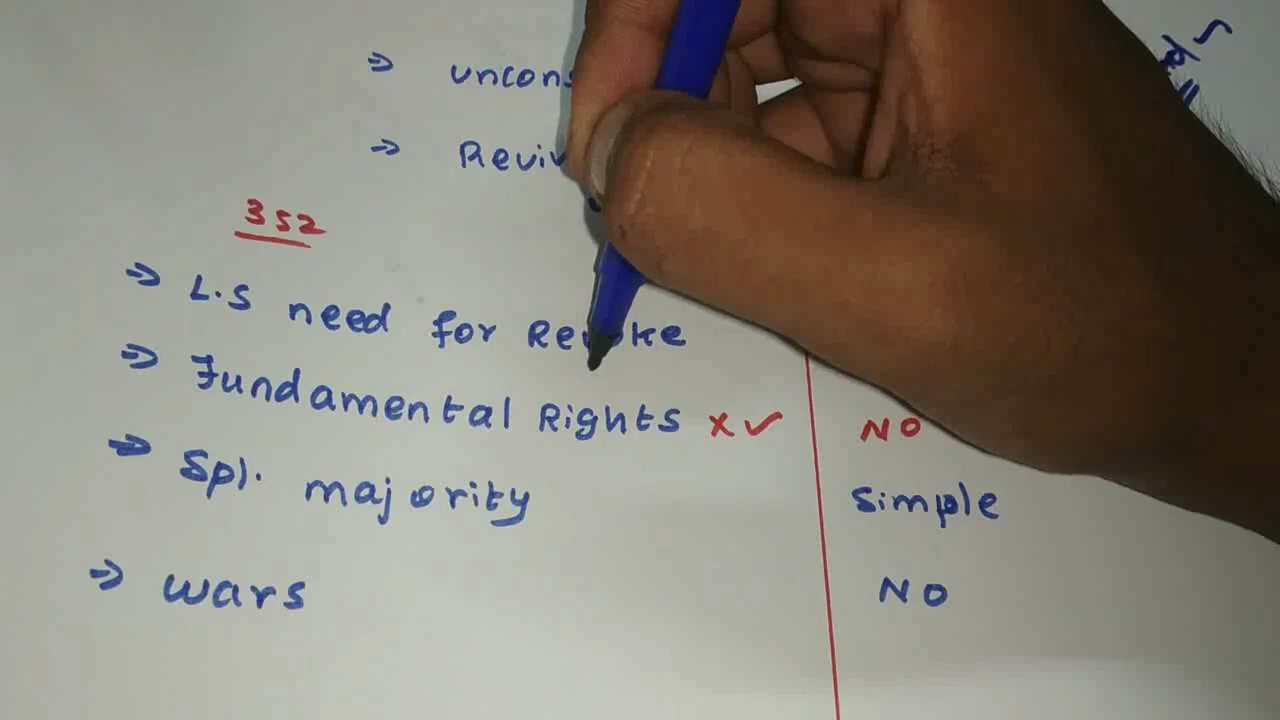 ⇒ uncons
⇒ Reviv
352
⇒ L.S need for Revoke
⇒ Fundamental Rights ×✓ NO
⇒ Spl. majority Simple
⇒ Wars NO